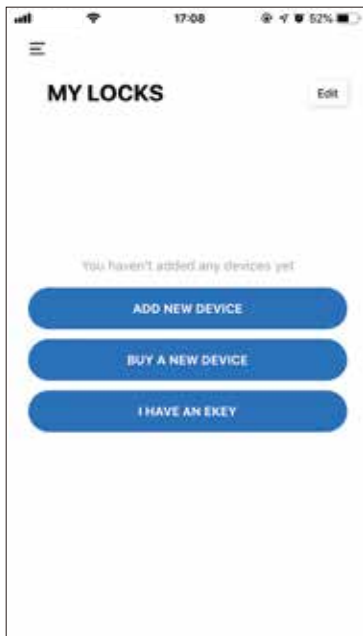 17:08
52%
MY LOCKS
Edit
You haven't added any devices yet
ADD NEW DEVICE
BUY A NEW DEVICE
I HAVE AN EKEY